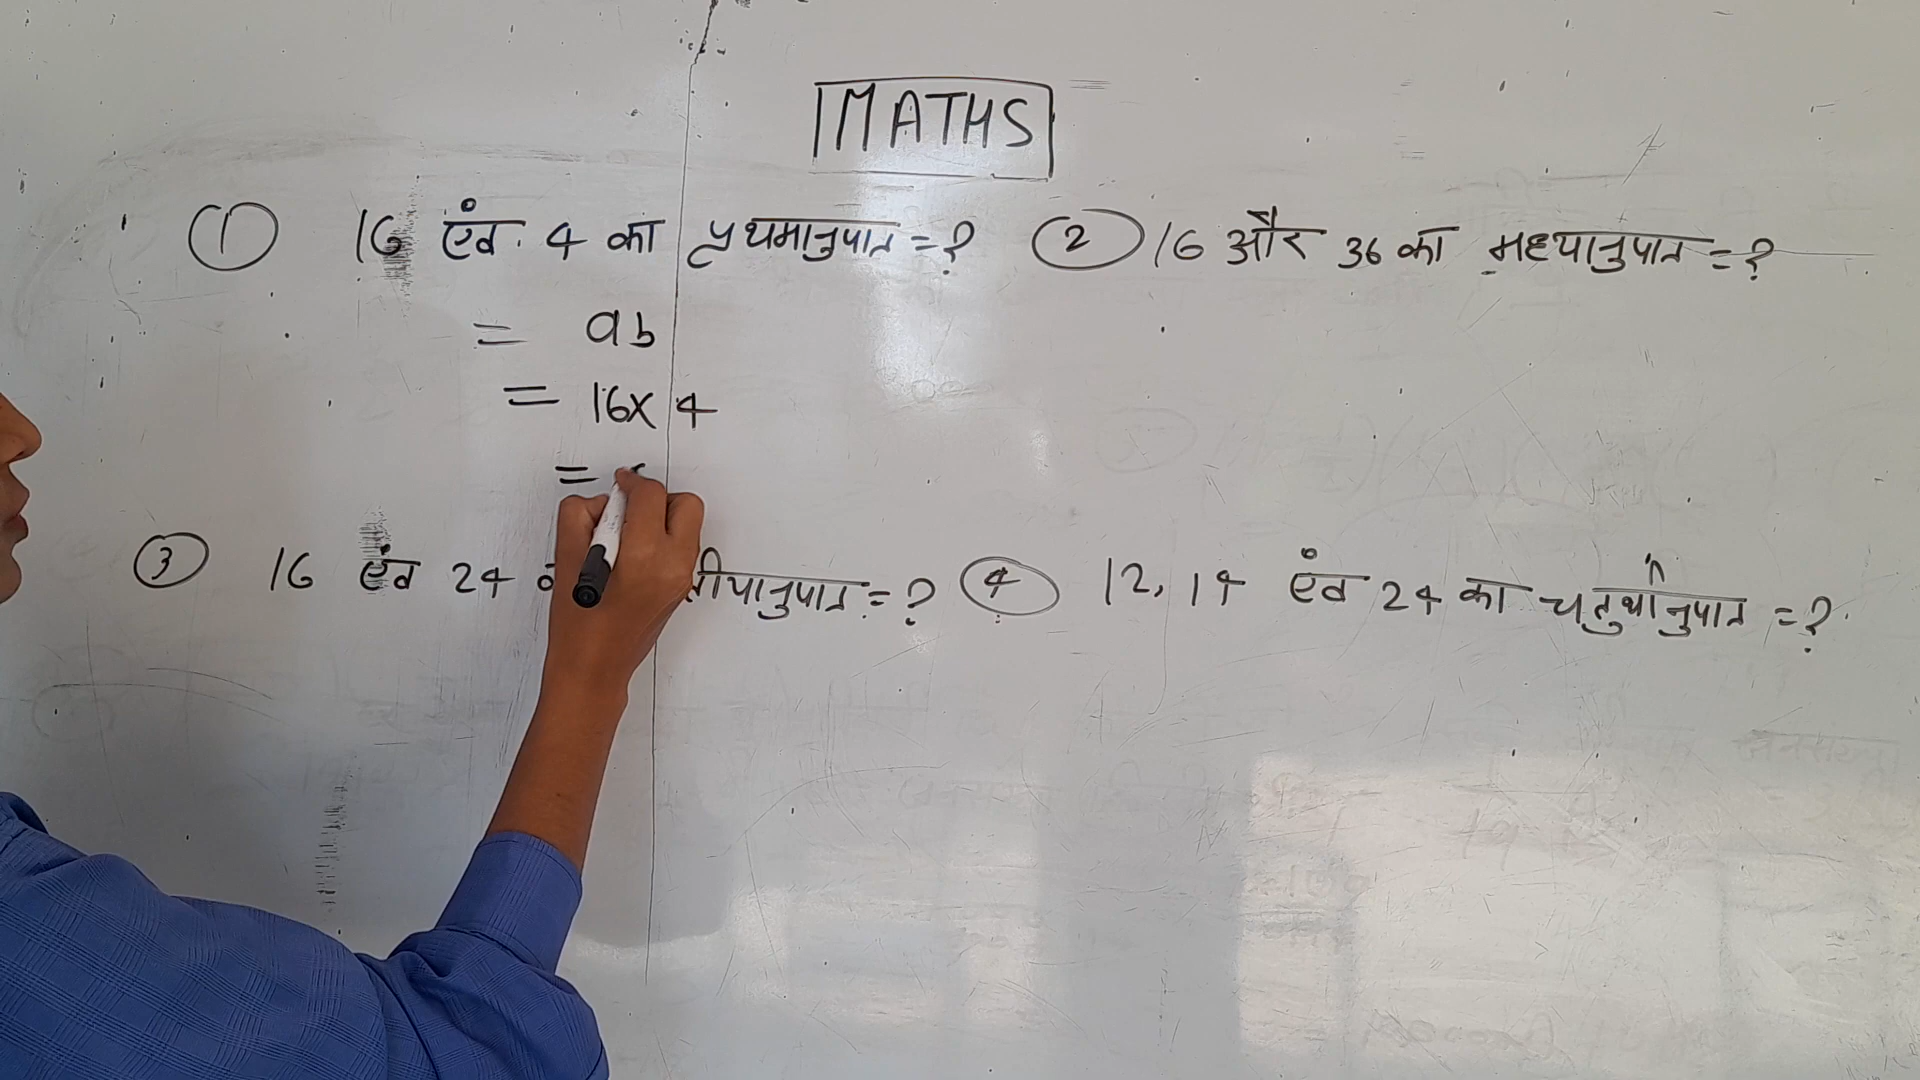 MATHS
① 16 एंव 4 का प्रथमानुपात = ?
= ab
= 16x 4
=
② 16 और 36 का मध्यानुपात = ?
③ 16 एंव 24 = ?
④ 12, 14 एंव 24 का चतुर्थानुपात = ?